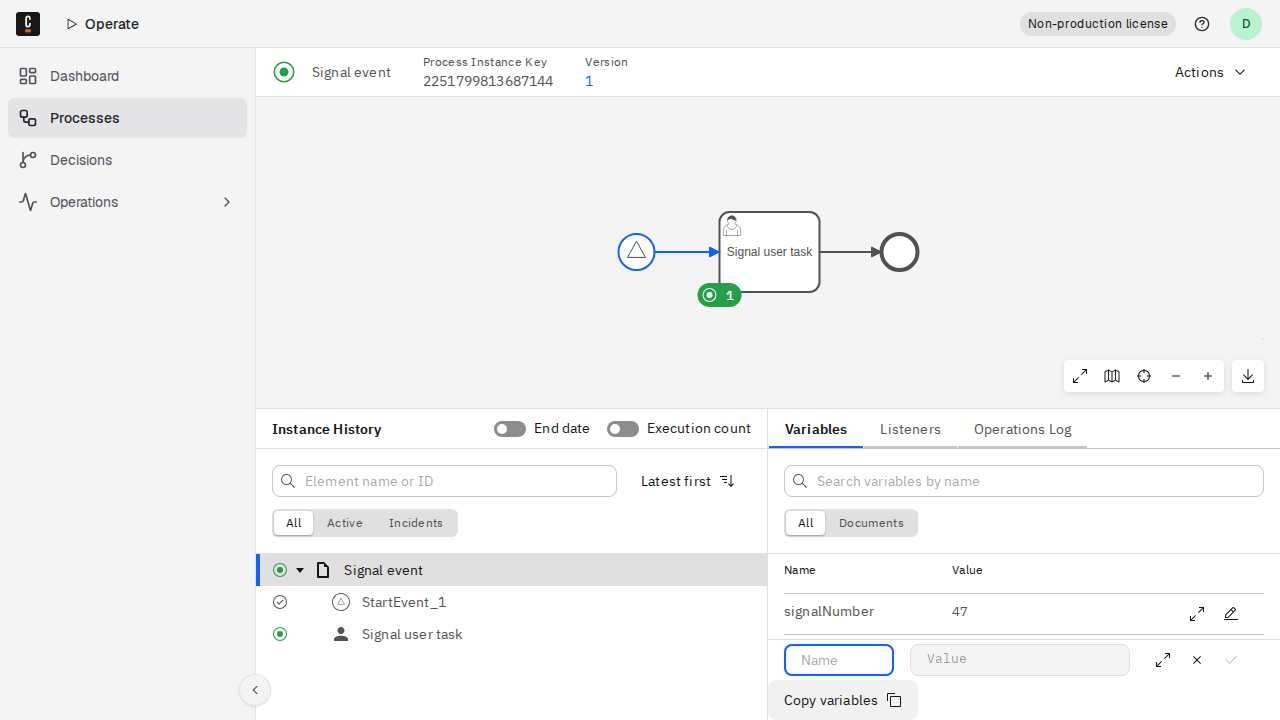 C
Operate
Non-production license
D
Dashboard
Processes
Decisions
Operations
Signal event
Process Instance Key
2251799813687144
Version
1
Actions
Signal user task
1
Instance History
End date
Execution count
Element name or ID
Latest first
All
Active
Incidents
Signal event
StartEvent_1
Signal user task
Variables
Listeners
Operations Log
Search variables by name
All
Documents
Name
Value
signalNumber
47
Name
Value
Copy variables